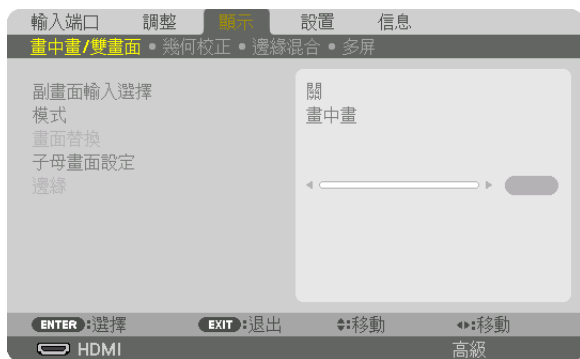 輸入端口 調整 顯示 設置 信息
畫中畫/雙畫面 • 幾何校正 • 邊緣混合 • 多屏
副畫面輸入選擇 關
模式 畫中畫
畫面替換
子母畫面設定
邊緣
ENTER :選擇 EXIT :退出 :移動 :移動
HDMI 高級